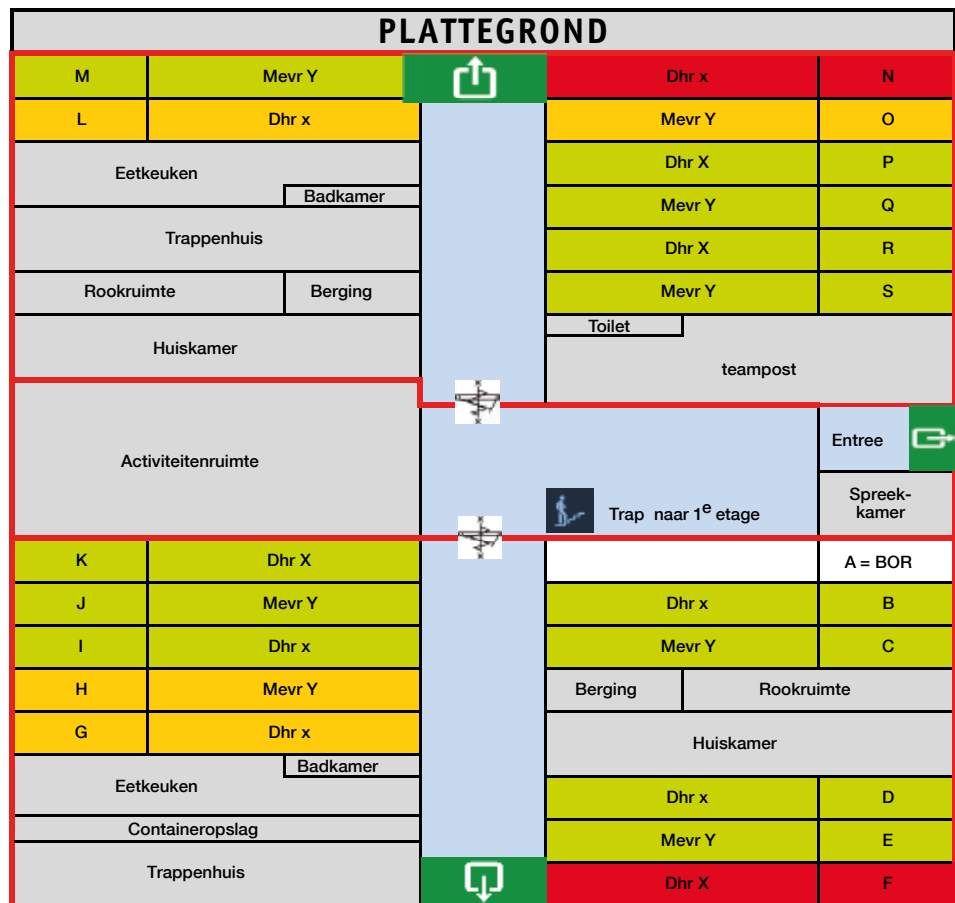 PLATTEGROND
M Mevr Y Dhr x N
L Dhr x Mevr Y O
Eetkeuken Dhr X P
Badkamer Mevr Y Q
Trappenhuis Dhr X R
Rookruimte Berging Mevr Y S
Toilet
Huiskamer teampost
Activiteitenruimte Entree
Trap naar 1e etage Spreek-
kamer
K Dhr X A = BOR
J Mevr Y Dhr x B
I Dhr x Mevr Y C
H Mevr Y Berging Rookruimte
G Dhr x Huiskamer
Badkamer
Eetkeuken Dhr x D
Containeropslag Mevr Y E
Trappenhuis Dhr X F